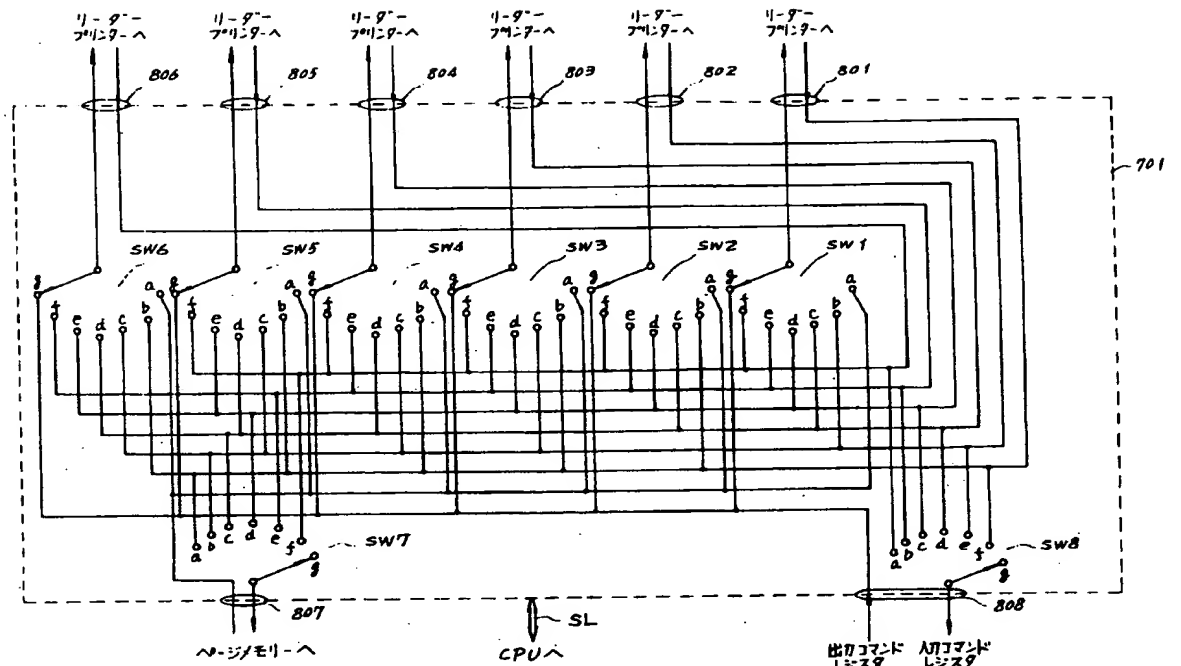 リーダー プリンターへ
リーダー プリンターへ
リーダー プリンターへ
リーダー プリンターへ
リーダー プリンターへ
リーダー プリンターへ
806 805 804 803 802 801
701
SW6 SW5 SW4 SW3 SW2 SW1
g f e d c b a
g f e d c b a
g f e d c b a
g f e d c b a
g f e d c b a
g f e d c b a
a b c d e f g SW7
a b c d e f g SW8
807 SL 808
ページメモリーへ
CPUへ
出力コマンド レジスタ
入力コマンド レジスタ